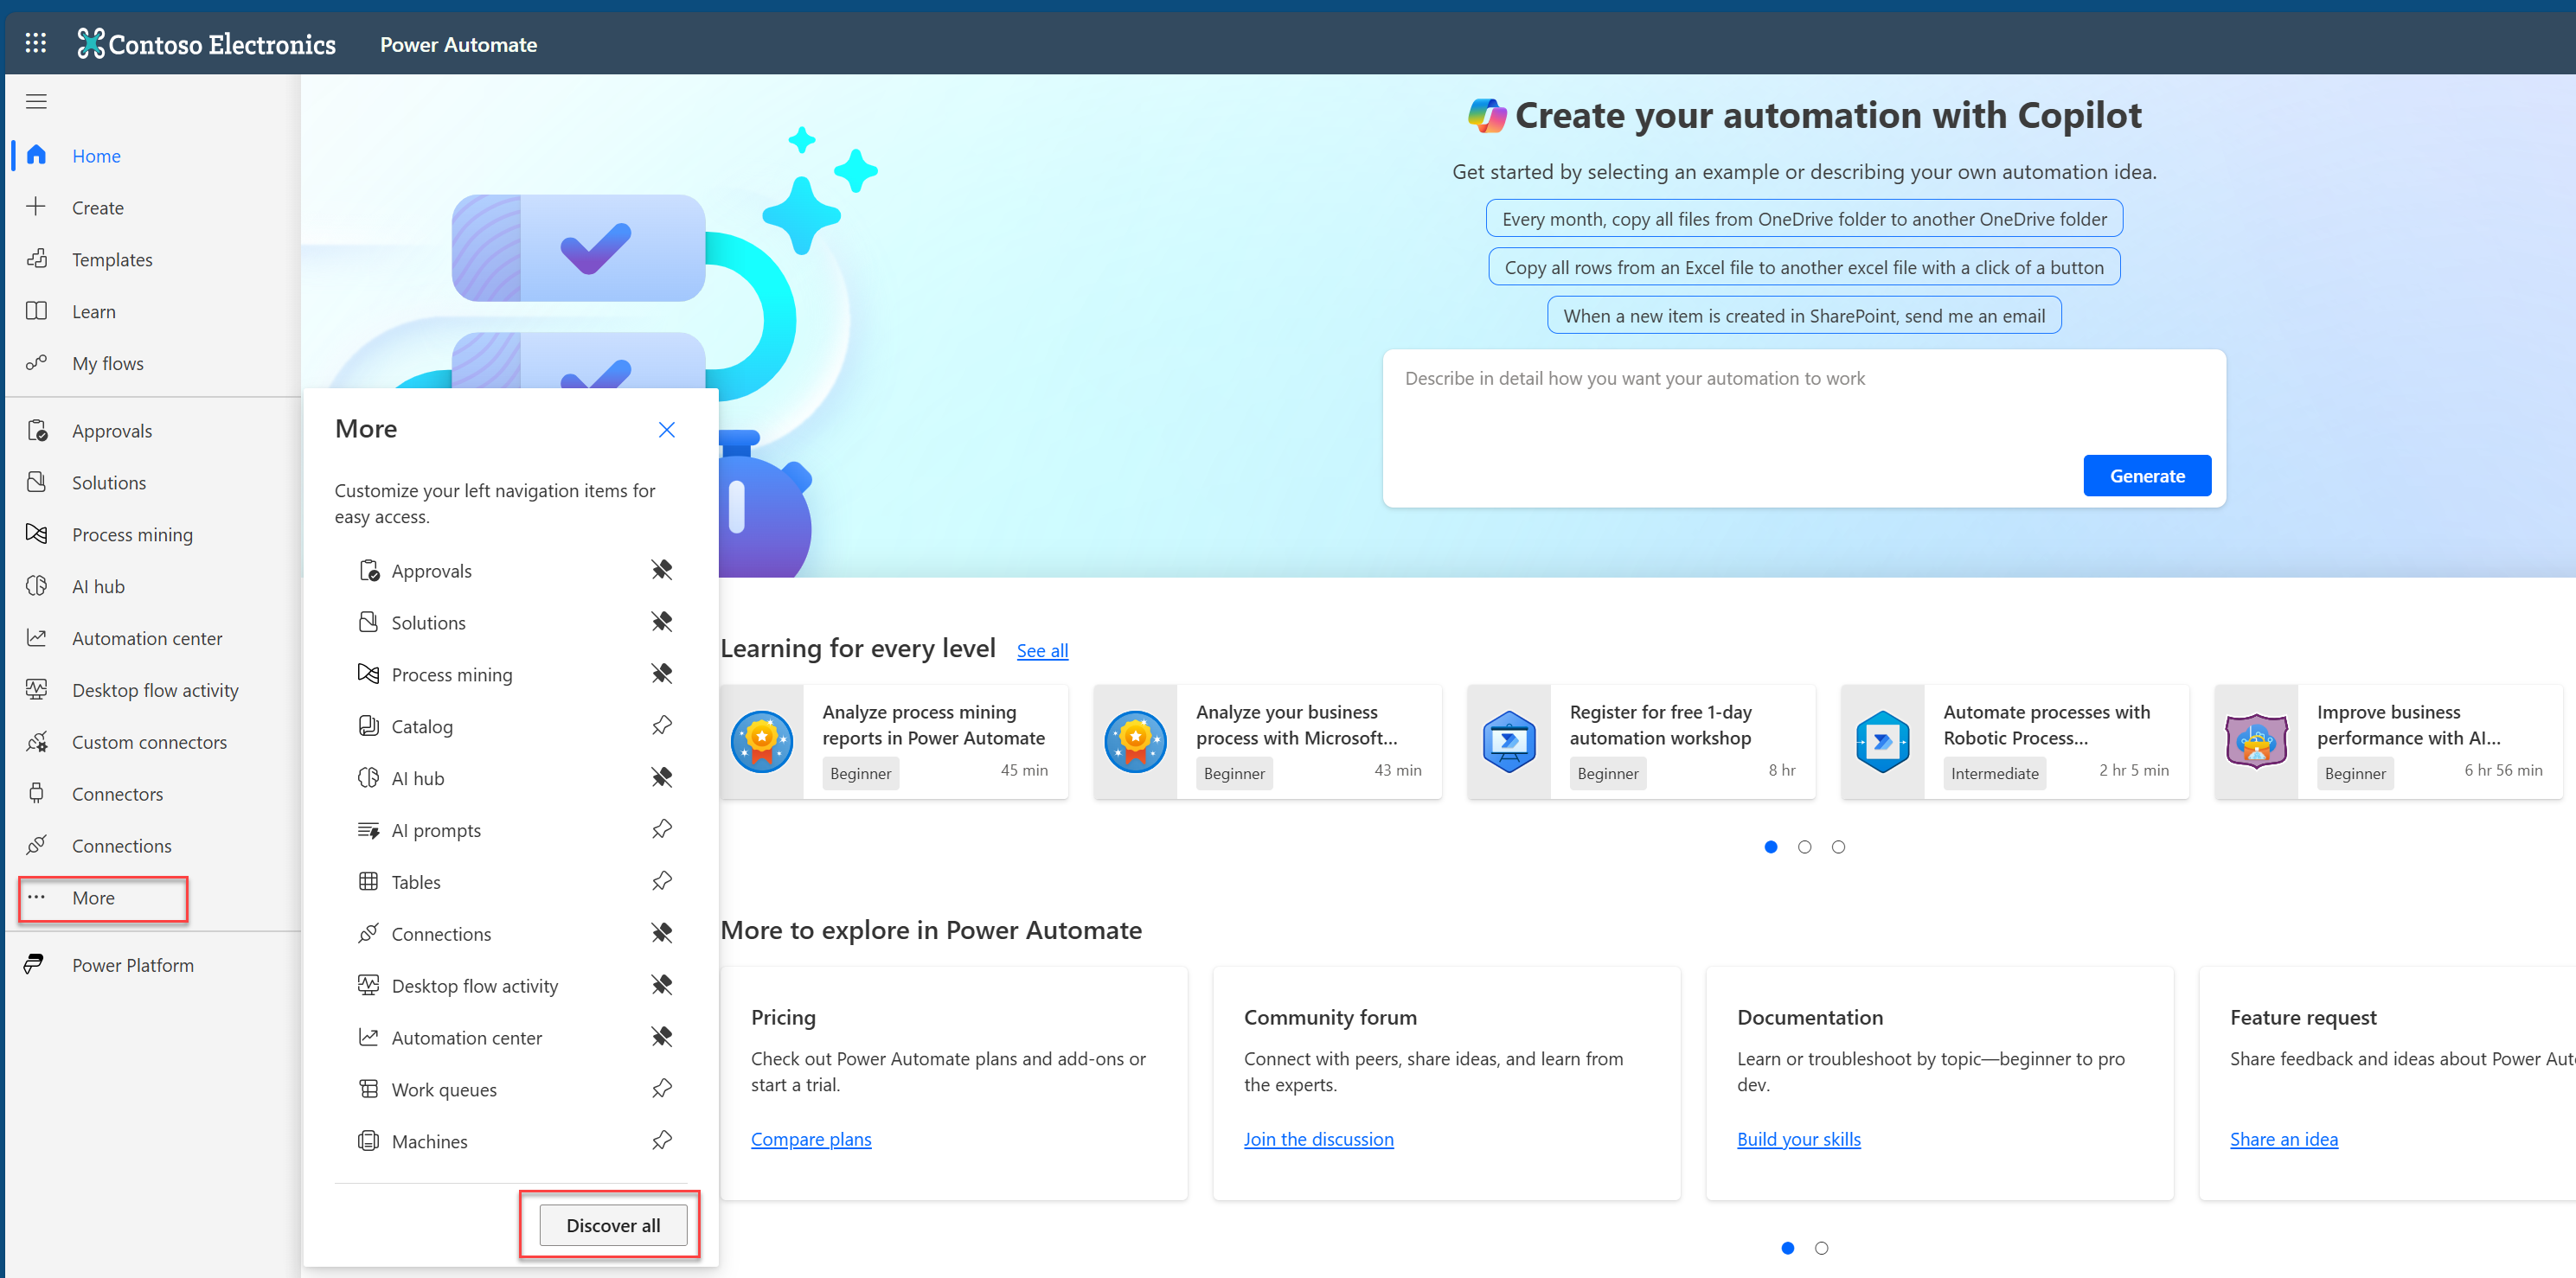 Contoso Electronics
Power Automate
Home
Create
Templates
Learn
My flows
Approvals
Solutions
Process mining
AI hub
Automation center
Desktop flow activity
Custom connectors
Connectors
Connections
More
Power Platform
More
Customize your left navigation items for
easy access.
Approvals
Solutions
Process mining
Catalog
AI hub
AI prompts
Tables
Connections
Desktop flow activity
Automation center
Work queues
Machines
Discover all
Create your automation with Copilot
Get started by selecting an example or describing your own automation idea.
Every month, copy all files from OneDrive folder to another OneDrive folder
Copy all rows from an Excel file to another excel file with a click of a button
When a new item is created in SharePoint, send me an email
Describe in detail how you want your automation to work
Generate
Learning for every level
See all
Analyze process mining
reports in Power Automate
Beginner
45 min
Analyze your business
process with Microsoft...
Beginner
43 min
Register for free 1-day
automation workshop
Beginner
8 hr
Automate processes with
Robotic Process...
Intermediate
2 hr 5 min
Improve business
performance with AI...
Beginner
6 hr 56 min
More to explore in Power Automate
Pricing
Check out Power Automate plans and add-ons or
start a trial.
Compare plans
Community forum
Connect with peers, share ideas, and learn from
the experts.
Join the discussion
Documentation
Learn or troubleshoot by topic—beginner to pro
dev.
Build your skills
Feature request
Share feedback and ideas about Power Aut
Share an idea